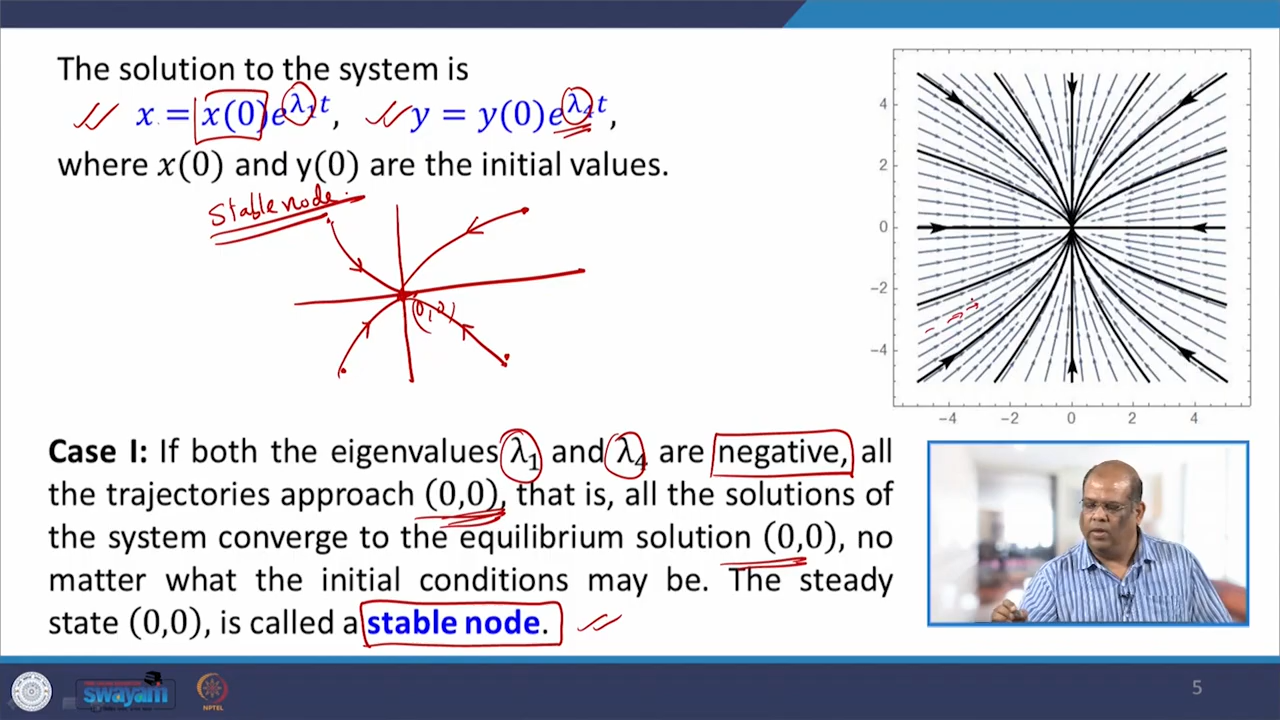 The solution to the system is
x = x(0)e^{λ₁t}, y = y(0)e^{λ₄t},
where x(0) and y(0) are the initial values.
Stable node.
(0,0)
4
2
0
−2
−4
−4 −2 0 2 4
Case I: If both the eigenvalues λ₁ and λ₄ are negative, all
the trajectories approach (0,0), that is, all the solutions of
the system converge to the equilibrium solution (0,0), no
matter what the initial conditions may be. The steady
state (0,0), is called a stable node.
swayam NPTEL
5